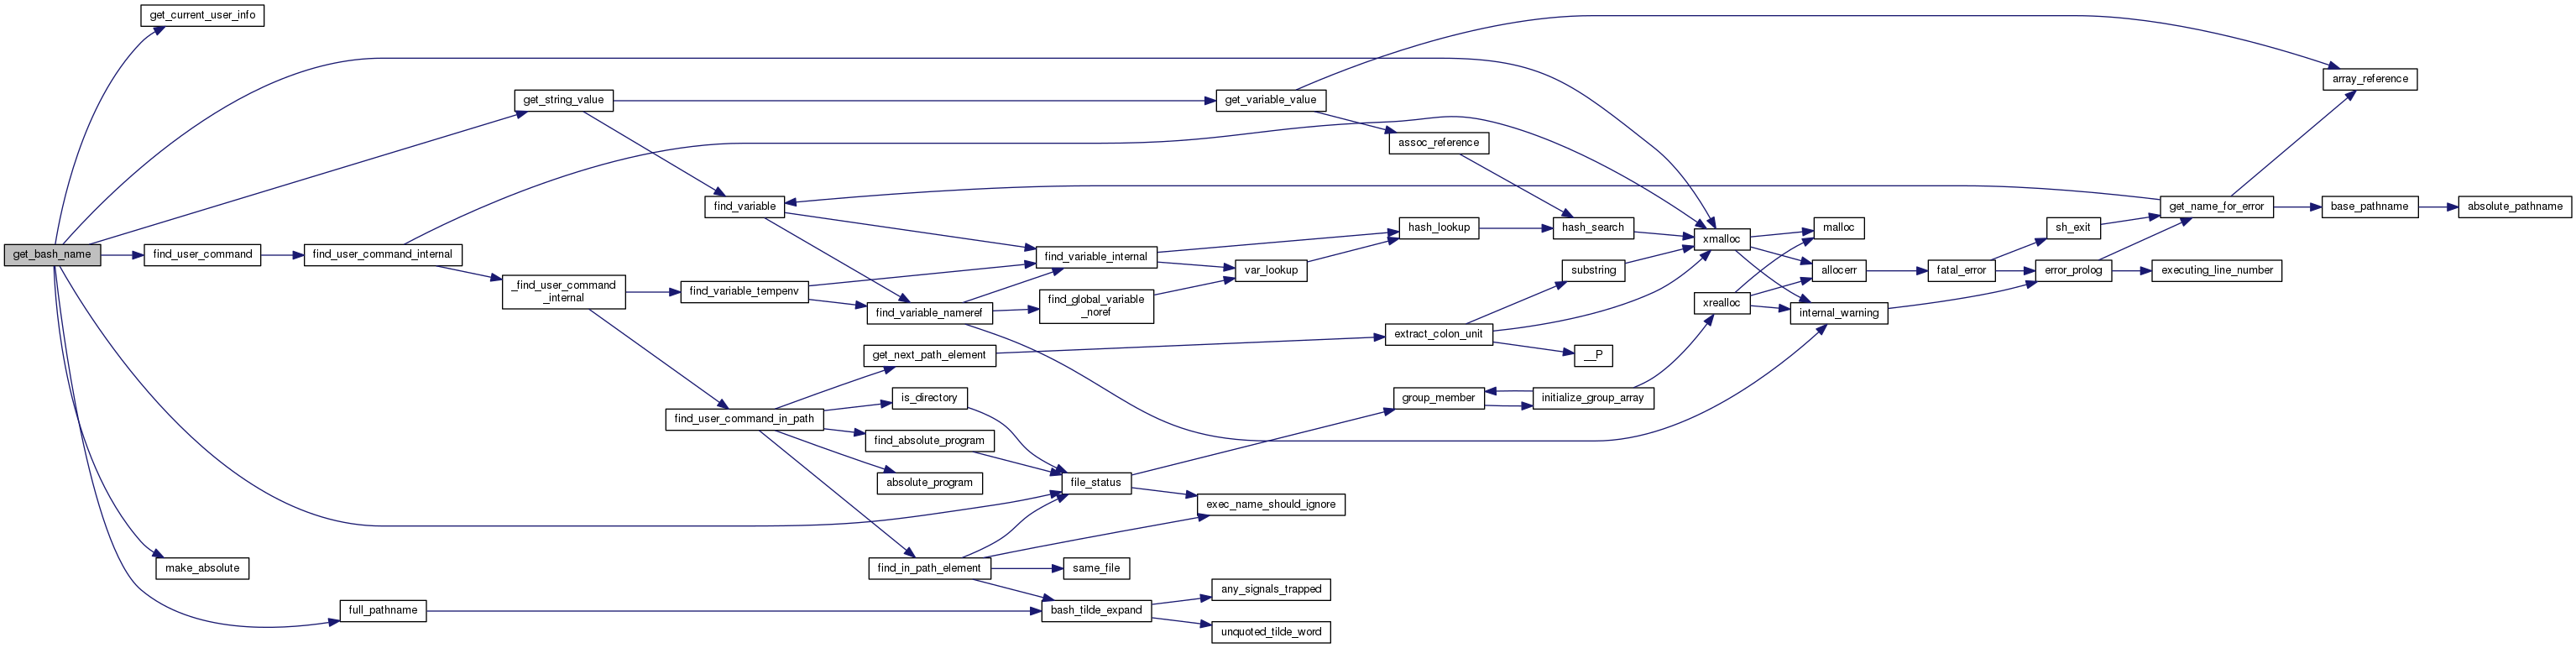 get_current_user_info
array_reference
get_string_value
get_variable_value
assoc_reference
find_variable
get_name_for_error
base_pathname
absolute_pathname
hash_lookup
hash_search
malloc
sh_exit
xmalloc
get_bash_name
find_user_command
find_user_command_internal
find_variable_internal
var_lookup
substring
allocerr
fatal_error
error_prolog
executing_line_number
_find_user_command
_internal
find_variable_tempenv
find_variable_nameref
find_global_variable
_noref
xrealloc
internal_warning
extract_colon_unit
get_next_path_element
__P
is_directory
group_member
initialize_group_array
find_user_command_in_path
find_absolute_program
absolute_program
file_status
exec_name_should_ignore
make_absolute
find_in_path_element
same_file
any_signals_trapped
full_pathname
bash_tilde_expand
unquoted_tilde_word